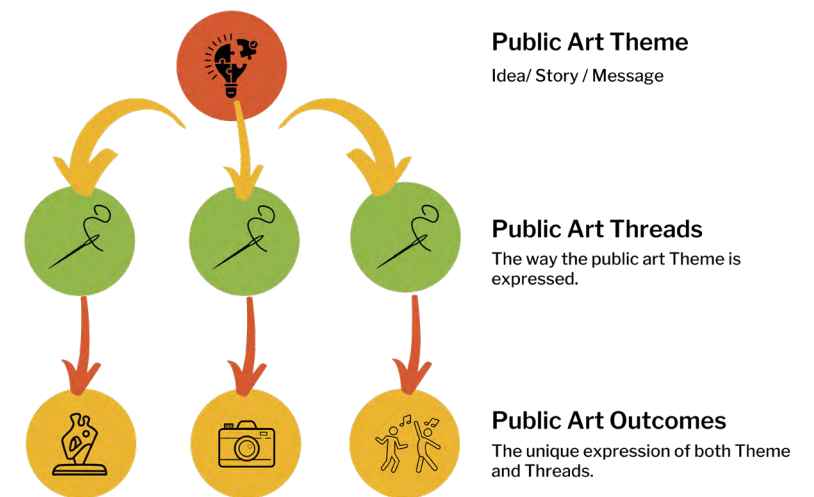 Public Art Theme
Idea/ Story / Message
Public Art Threads
The way the public art Theme is
expressed.
Public Art Outcomes
The unique expression of both Theme
and Threads.